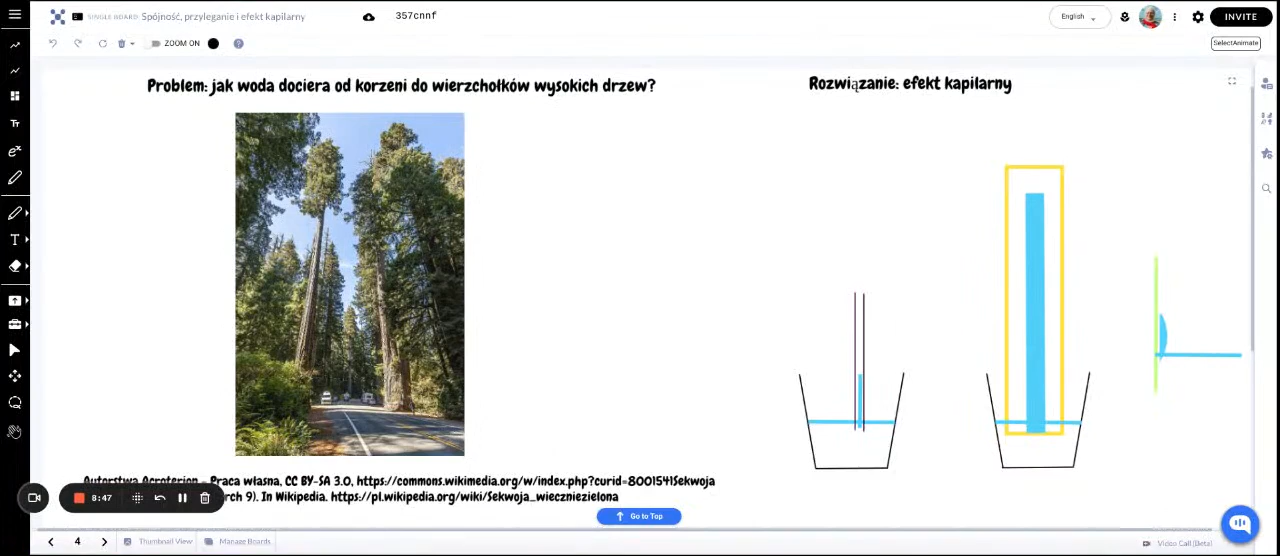 SINGLE BOARD Spójność, przyleganie i efekt kapilarny
357cnnf
English
INVITE
ZOOM ON
SelectAnimate
Problem: jak woda dociera od korzeni do wierzchołków wysokich drzew?
Rozwiązanie: efekt kapilarny
Autorstwa Acroterion - Praca własna, CC BY-SA 3.0, https://commons.wikimedia.org/w/index.php?curid=8001541Sekwoja
rch 9). In Wikipedia. https://pl.wikipedia.org/wiki/Sekwoja_wieczniezielona
8:47
Go to Top
4
Thumbnail View
Manage Boards
Video Call(Beta)
Tr
eˣ
T